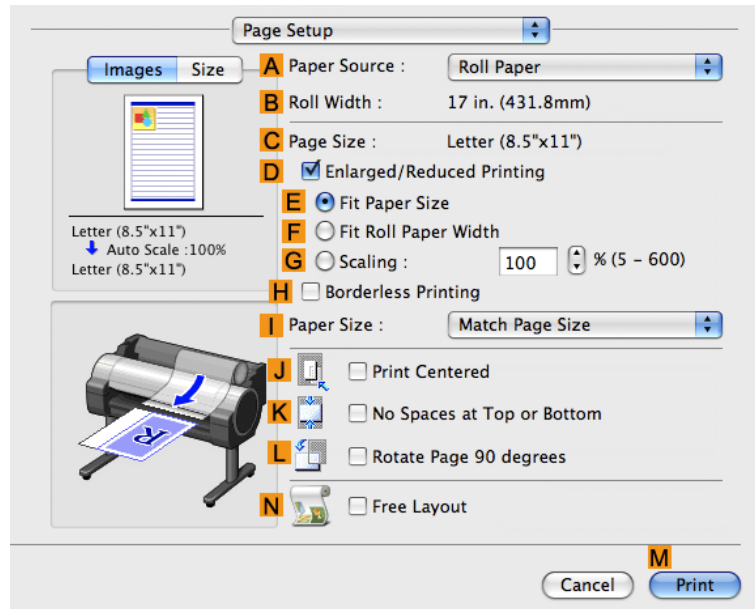 Page Setup
Images Size
A Paper Source : Roll Paper
B Roll Width : 17 in. (431.8mm)
C Page Size : Letter (8.5"x11")
D Enlarged/Reduced Printing
E Fit Paper Size
F Fit Roll Paper Width
G Scaling : 100 % (5 - 600)
H Borderless Printing
I Paper Size : Match Page Size
Letter (8.5"x11")
Auto Scale :100%
Letter (8.5"x11")
R
J Print Centered
K No Spaces at Top or Bottom
L Rotate Page 90 degrees
N Free Layout
M
Cancel Print